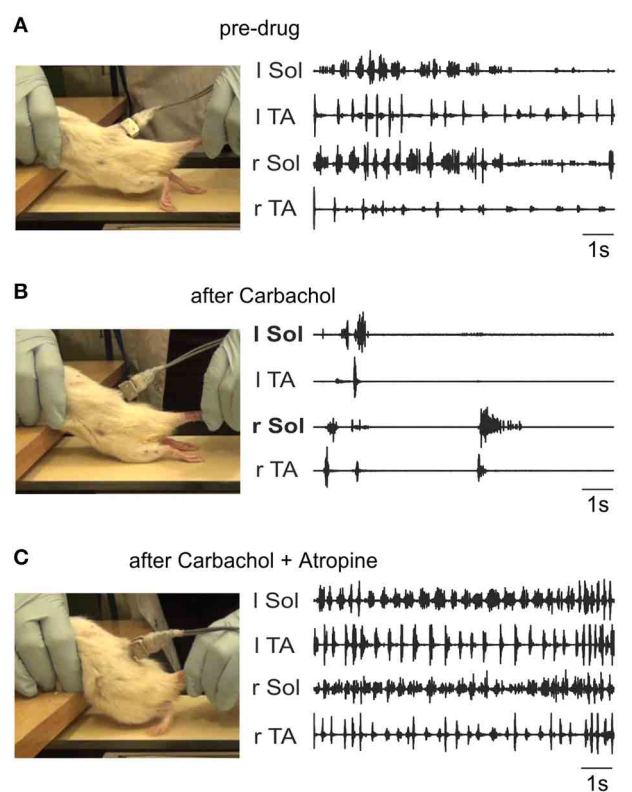 A
pre-drug
l Sol
l TA
r Sol
r TA
1s
B
after Carbachol
l Sol
l TA
r Sol
r TA
1s
C
after Carbachol + Atropine
l Sol
l TA
r Sol
r TA
1s